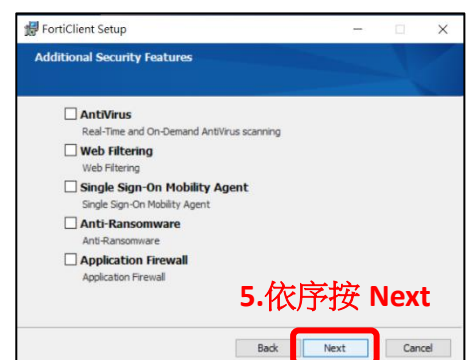 FortiClient Setup
Additional Security Features
AntiVirus
Real-Time and On-Demand AntiVirus scanning
Web Filtering
Web Filtering
Single Sign-On Mobility Agent
Single Sign-On Mobility Agent
Anti-Ransomware
Anti-Ransomware
Application Firewall
Application Firewall
5.依序按 Next
Back Next Cancel